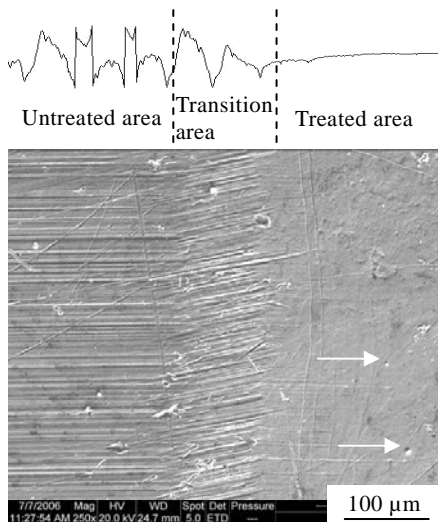 Untreated area
Transition area
Treated area
7/7/2006 Mag HV WD Spot Det Pressure
11:27:54 AM 250x 20.0 kV 24.7 mm 5.0 ETD —
100 µm